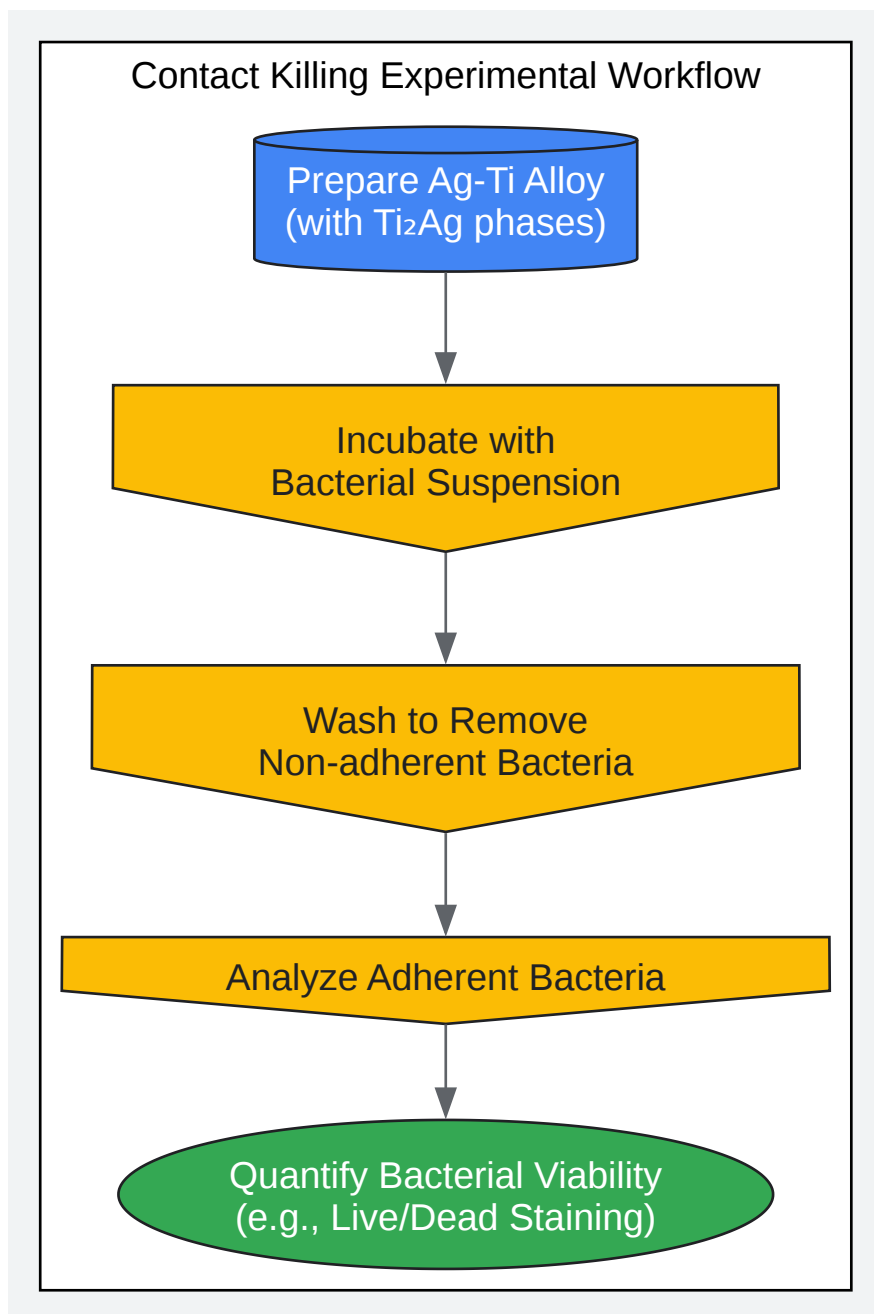 Contact Killing Experimental Workflow
Prepare Ag-Ti Alloy
(with Ti₂Ag phases)
Incubate with
Bacterial Suspension
Wash to Remove
Non-adherent Bacteria
Analyze Adherent Bacteria
Quantify Bacterial Viability
(e.g., Live/Dead Staining)